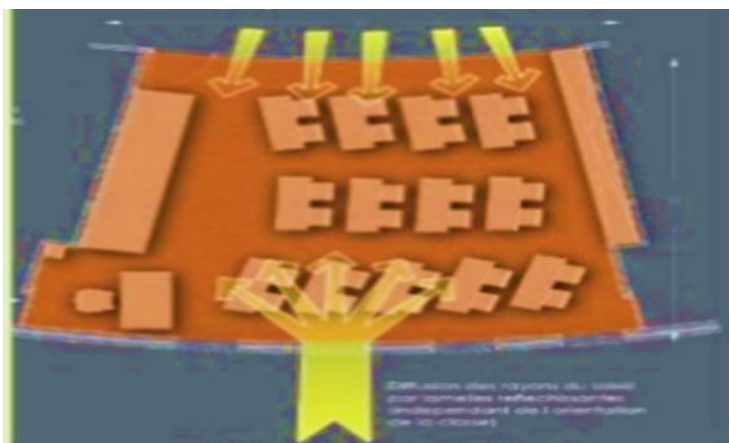 Diffusion des rayons du soleil
par lamelles réfléchissantes
(indépendant de l'orientation
de la classe)